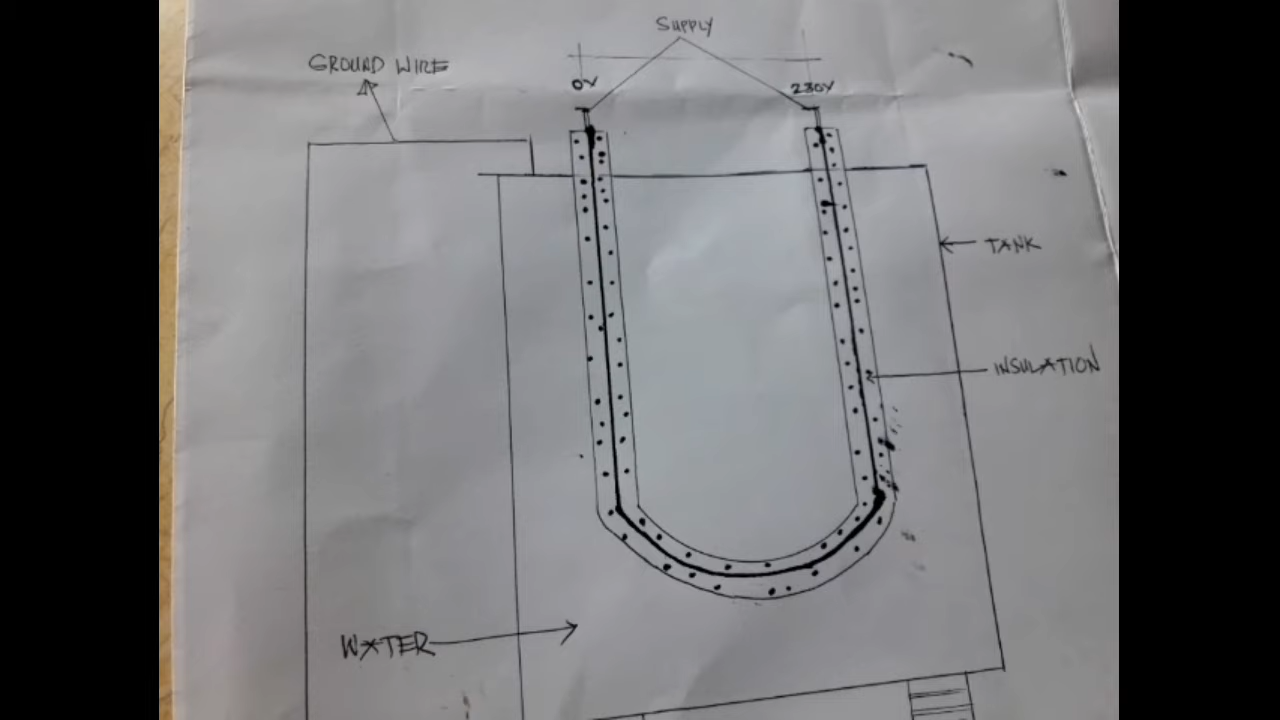 SUPPLY
GROUND WIRE
0V
230V
TANK
INSULATION
WATER